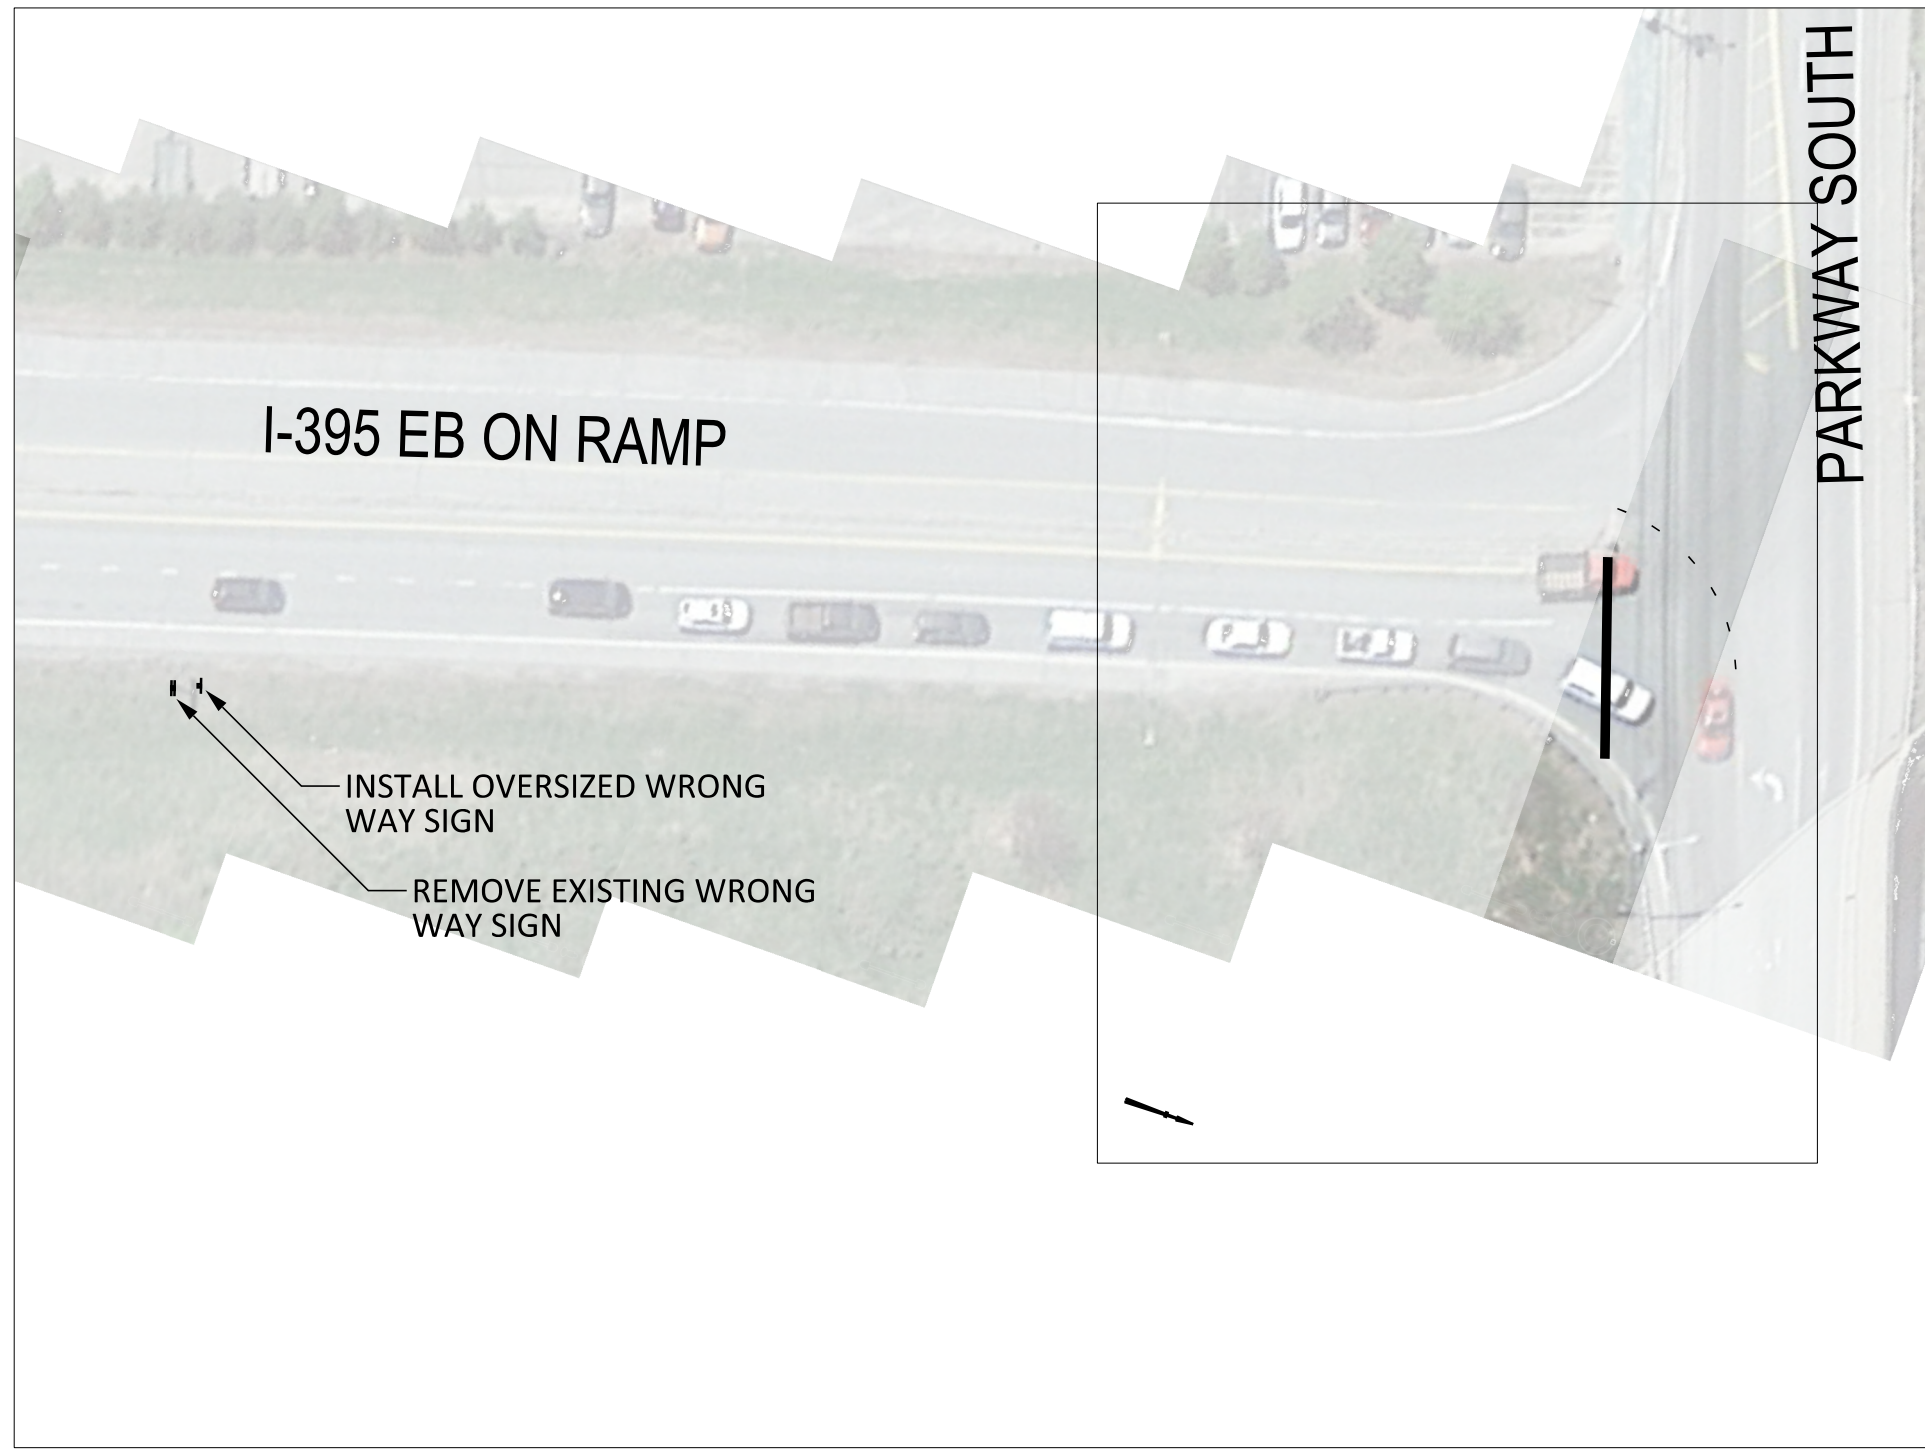 PARKWAY SOUTH
I-395 EB ON RAMP
INSTALL OVERSIZED WRONG
WAY SIGN
REMOVE EXISTING WRONG
WAY SIGN